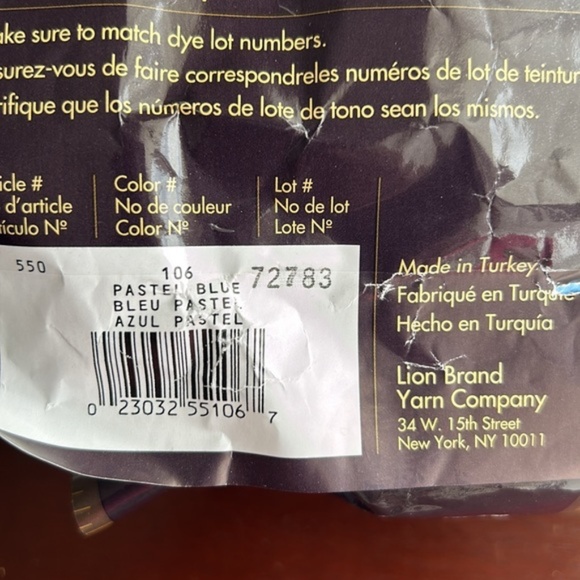 ake sure to match dye lot numbers.
surez-vous de faire correspondreles numéros de lot de teintur
rifique que los números de lote de tono sean los mismos.
icle # Color # Lot #
d'article No de couleur No de lot
ículo Nº Color Nº Lote Nº
550 106 72783
PASTEL BLUE
BLEU PASTEL
AZUL PASTEL
0 23032 55106 7
Made in Turkey
Fabriqué en Turquie
Hecho en Turquía
Lion Brand
Yarn Company
34 W. 15th Street
New York, NY 10011